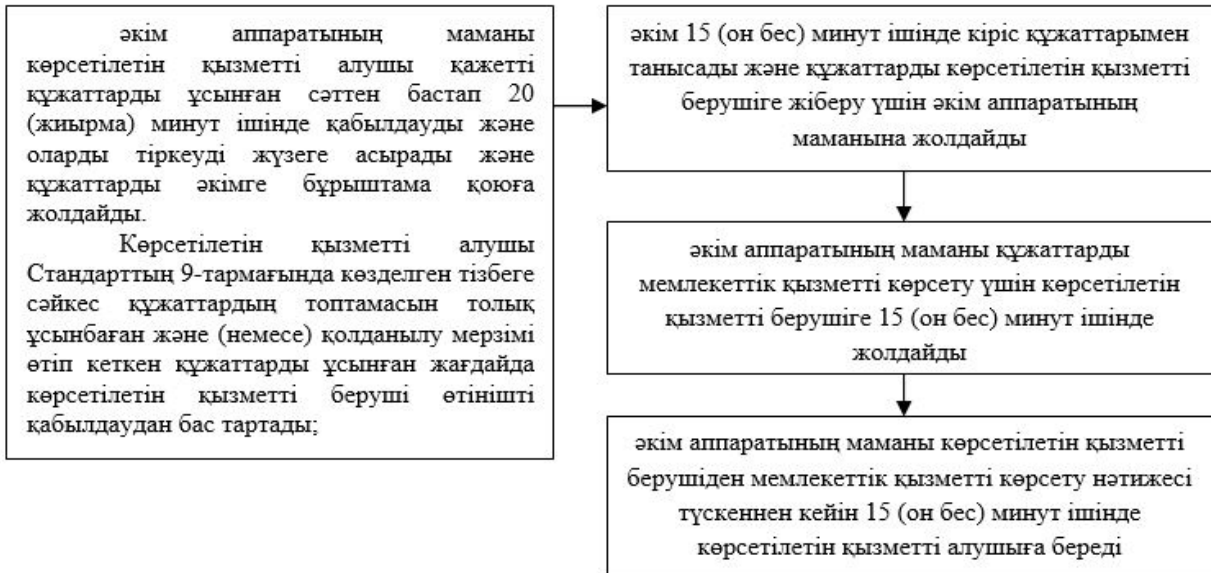 әкім аппаратының маманы
көрсетілетін қызметті алушы қажетті
құжаттарды ұсынған сәттен бастап 20
(жиырма) минут ішінде қабылдауды және
оларды тіркеуді жүзеге асырады және
құжаттарды әкімге бұрыштама қоюға
жолдайды.
Көрсетілетін қызметті алушы
Стандарттың 9-тармағында көзделген тізбеге
сәйкес құжаттардың топтамасын толық
ұсынбаған және (немесе) қолданылу мерзімі
өтіп кеткен құжаттарды ұсынған жағдайда
көрсетілетін қызметті беруші өтінішті
қабылдаудан бас тартады;
әкім 15 (он бес) минут ішінде кіріс құжаттарымен
танысады және құжаттарды көрсетілетін қызметті
берушіге жіберу үшін әкім аппаратының
маманына жолдайды
әкім аппаратының маманы құжаттарды
мемлекеттік қызметті көрсету үшін көрсетілетін
қызметті берушіге 15 (он бес) минут ішінде
жолдайды
әкім аппаратының маманы көрсетілетін қызметті
берушіден мемлекеттік қызметті көрсету нәтижесі
түскеннен кейін 15 (он бес) минут ішінде
көрсетілетін қызметті алушыға береді